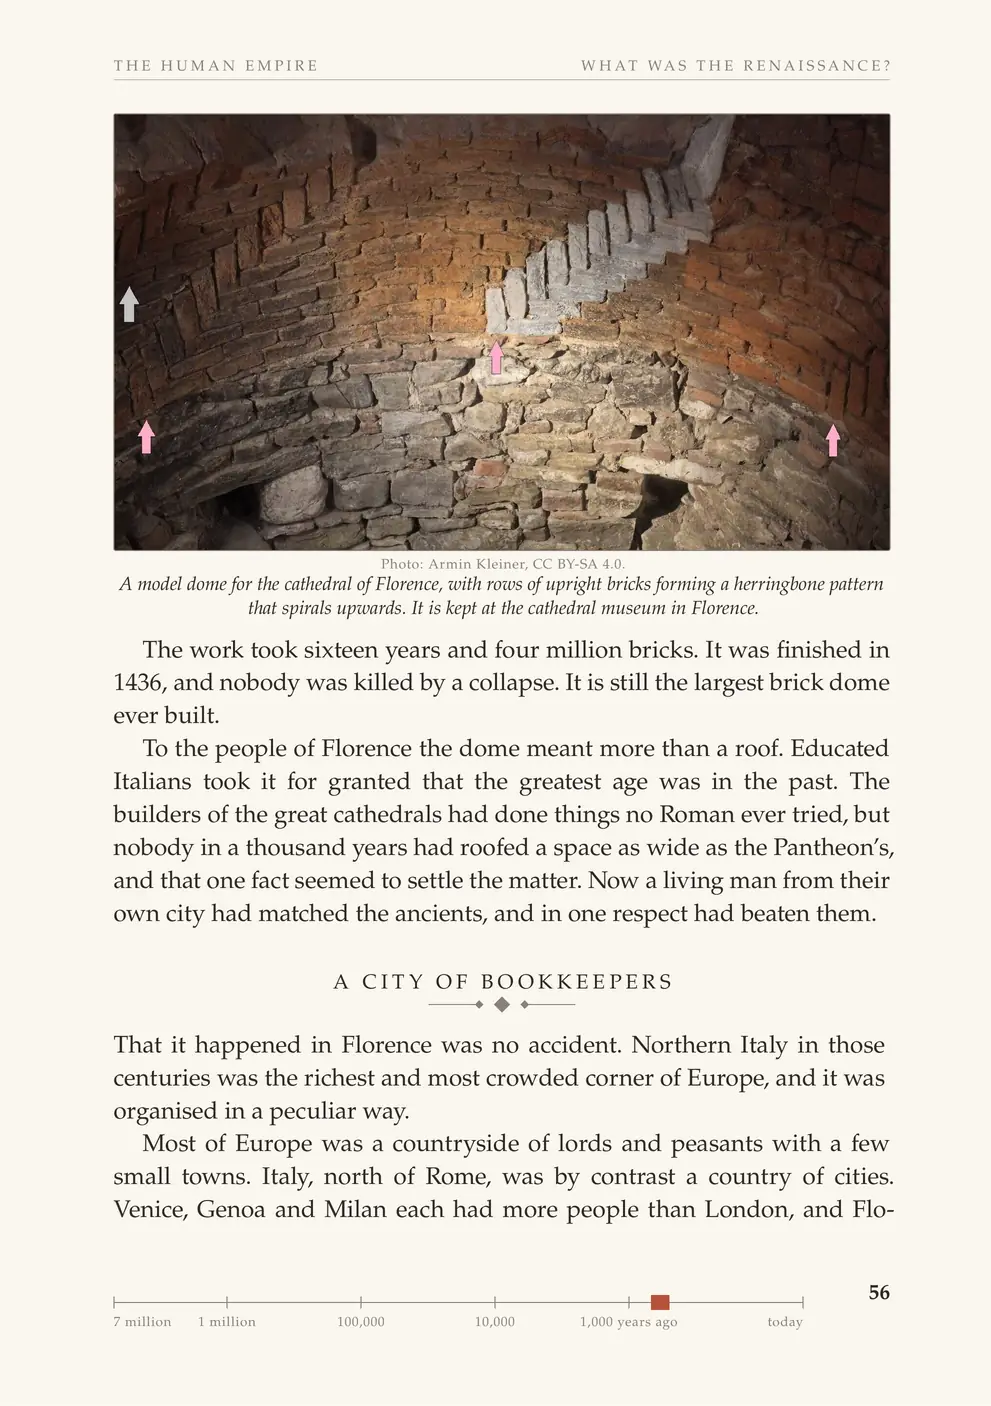 THE HUMAN EMPIRE
WHAT WAS THE RENAISSANCE?
Photo: Armin Kleiner, CC BY-SA 4.0.
A model dome for the cathedral of Florence, with rows of upright bricks forming a herringbone pattern
that spirals upwards. It is kept at the cathedral museum in Florence.
The work took sixteen years and four million bricks. It was finished in
1436, and nobody was killed by a collapse. It is still the largest brick dome
ever built.
To the people of Florence the dome meant more than a roof. Educated
Italians took it for granted that the greatest age was in the past. The
builders of the great cathedrals had done things no Roman ever tried, but
nobody in a thousand years had roofed a space as wide as the Pantheon's,
and that one fact seemed to settle the matter. Now a living man from their
own city had matched the ancients, and in one respect had beaten them.
A CITY OF BOOKKEEPERS
That it happened in Florence was no accident. Northern Italy in those
centuries was the richest and most crowded corner of Europe, and it was
organised in a peculiar way.
Most of Europe was a countryside of lords and peasants with a few
small towns. Italy, north of Rome, was by contrast a country of cities.
Venice, Genoa and Milan each had more people than London, and Flo-
56
7 million 1 million 100,000 10,000 1,000 years ago today